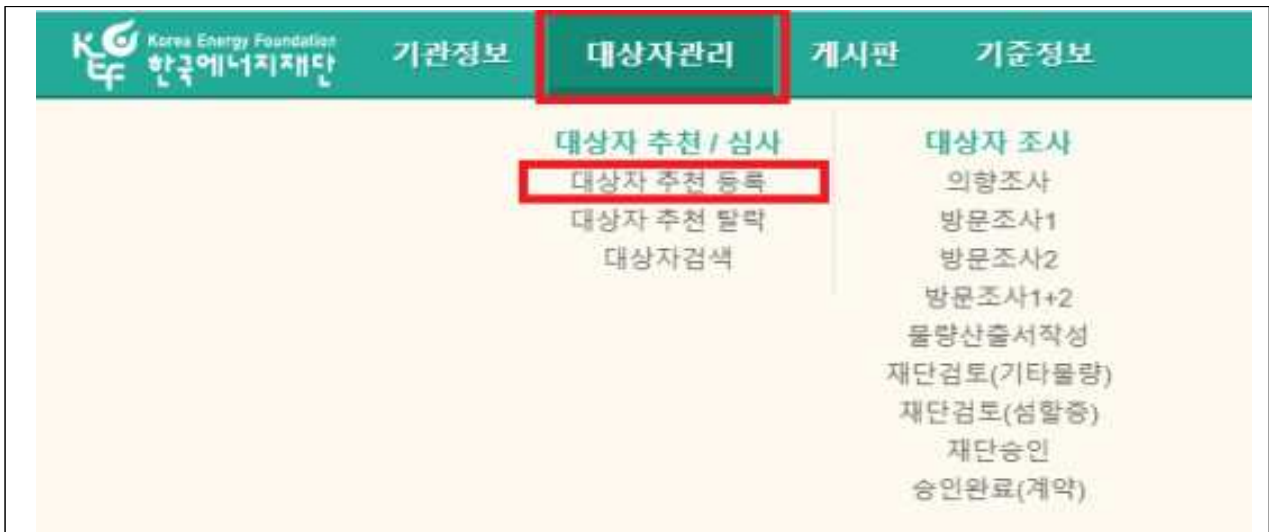 KEF Korea Energy Foundation
한국에너지재단
기관정보 대상자관리 게시판 기준정보
대상자 추천 / 심사
대상자 추천 등록
대상자 추천 탈락
대상자검색
대상자 조사
의향조사
방문조사1
방문조사2
방문조사1+2
물량산출서작성
재단검토(기타물량)
재단검토(섬할증)
재단승인
승인완료(계약)